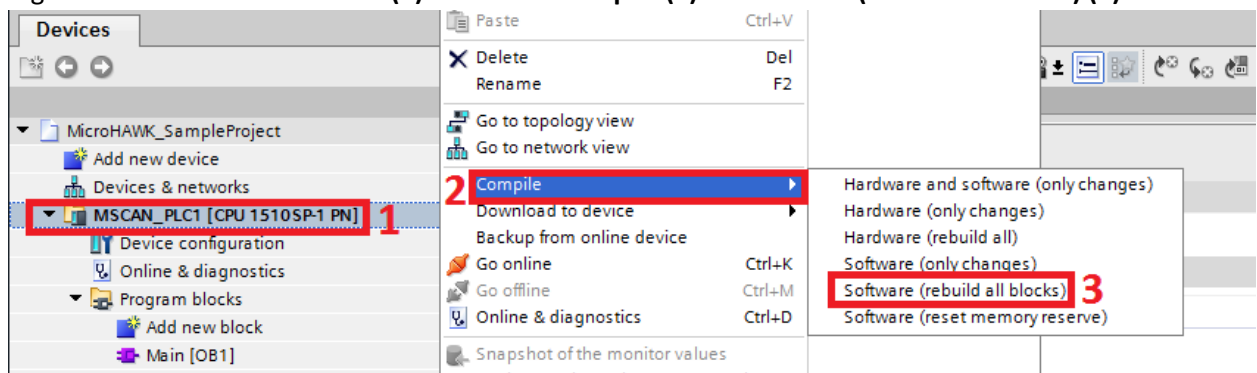 Devices
MicroHAWK_SampleProject
Add new device
Devices & networks
MSCAN_PLC1 [CPU 1510SP-1 PN] 1
Device configuration
Online & diagnostics
Program blocks
Add new block
Main [OB1]
Paste Ctrl+V
Delete Del
Rename F2
Go to topology view
Go to network view
2 Compile
Download to device
Backup from online device
Go online Ctrl+K
Go offline Ctrl+M
Online & diagnostics Ctrl+D
Snapshot of the monitor values
Hardware and software (only changes)
Hardware (only changes)
Hardware (rebuild all)
Software (only changes)
Software (rebuild all blocks) 3
Software (reset memory reserve)